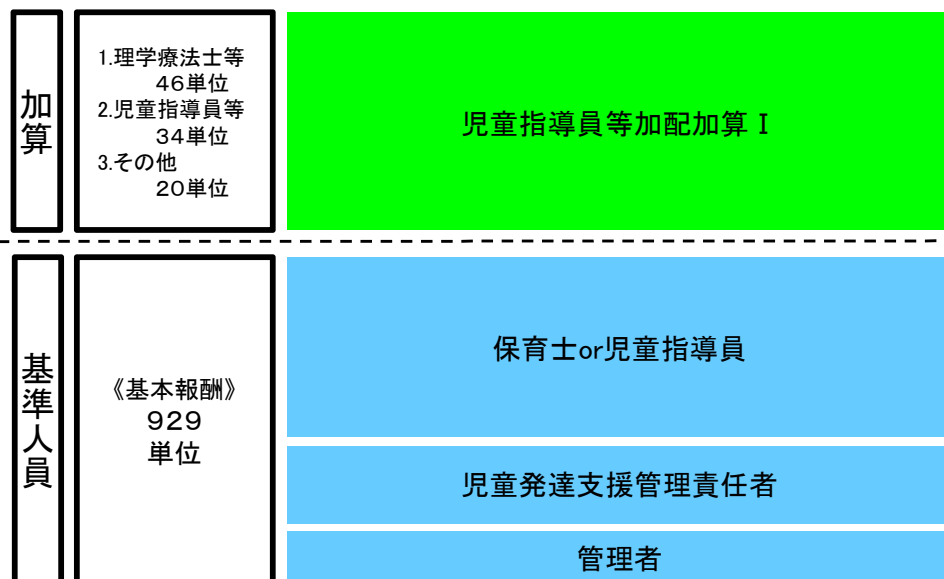 加算
1.理学療法士等
46単位
2.児童指導員等
34単位
3.その他
20単位
児童指導員等加配加算Ⅰ
基準人員
《基本報酬》
929
単位
保育士or児童指導員
児童発達支援管理責任者
管理者